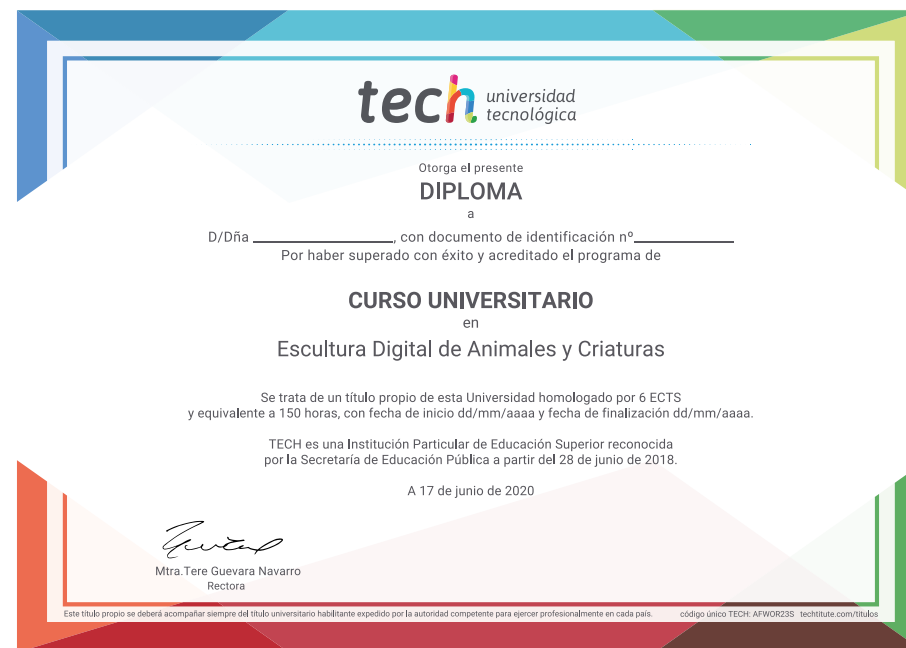 tech universidad
tecnológica
Otorga el presente
DIPLOMA
a
D/Dña ____________, con documento de identificación nº____________
Por haber superado con éxito y acreditado el programa de
CURSO UNIVERSITARIO
en
Escultura Digital de Animales y Criaturas
Se trata de un título propio de esta Universidad homologado por 6 ECTS
y equivalente a 150 horas, con fecha de inicio dd/mm/aaaa y fecha de finalización dd/mm/aaaa.
TECH es una Institución Particular de Educación Superior reconocida
por la Secretaría de Educación Pública a partir del 28 de junio de 2018.
A 17 de junio de 2020
Mtra.Tere Guevara Navarro
Rectora
Este título propio se deberá acompañar siempre del título universitario habilitante expedido por la autoridad competente para ejercer profesionalmente en cada país. código único TECH: AFWOR23S techtitute.com/titulos